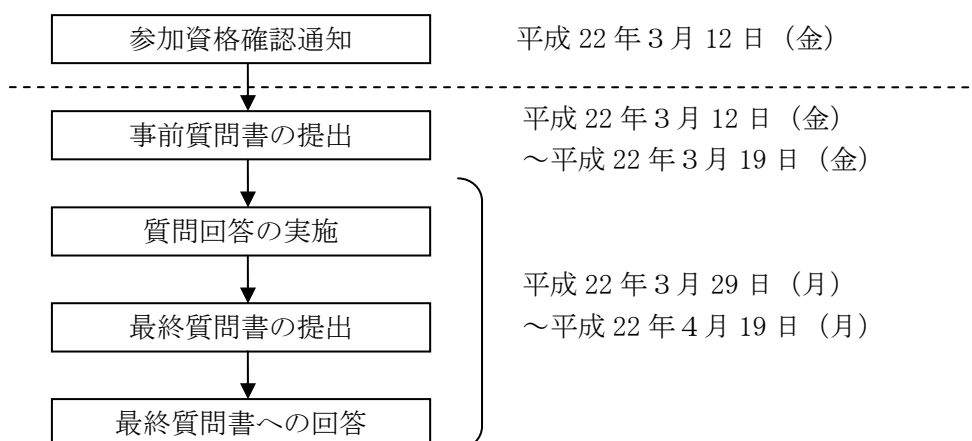 参加資格確認通知
平成 22 年３月 12 日（金）
事前質問書の提出
平成 22 年３月 12 日（金）
～平成 22 年３月 19 日（金）
質問回答の実施
最終質問書の提出
平成 22 年３月 29 日（月）
～平成 22 年４月 19 日（月）
最終質問書への回答